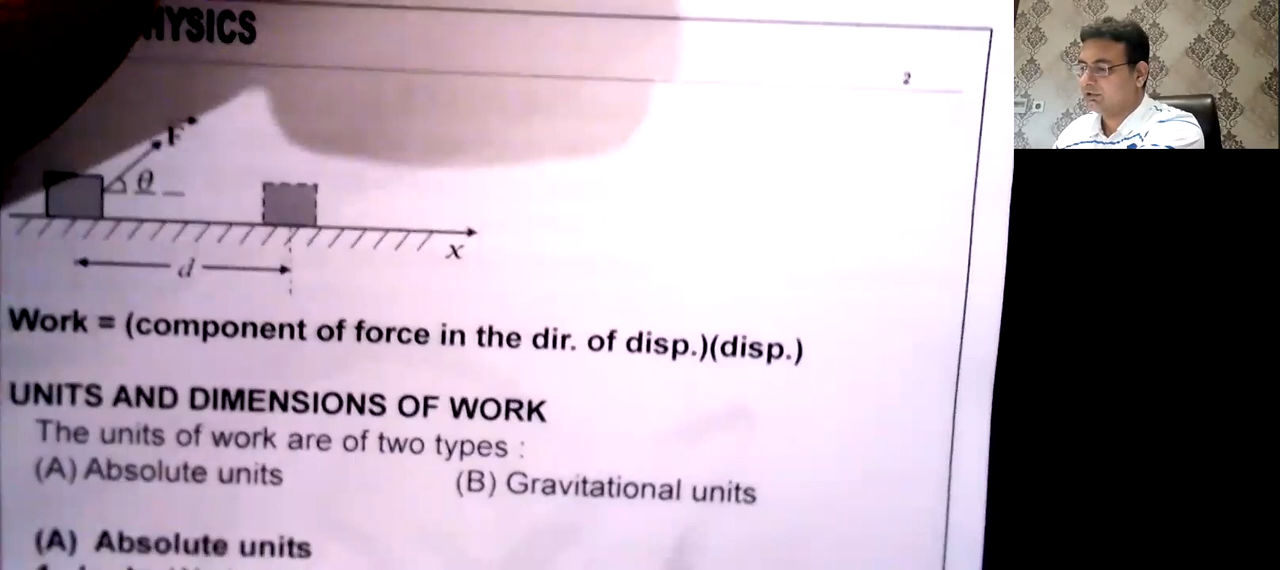 HYSICS
2
F
θ
x
d
Work = (component of force in the dir. of disp.)(disp.)
UNITS AND DIMENSIONS OF WORK
The units of work are of two types :
(A) Absolute units (B) Gravitational units
(A) Absolute units